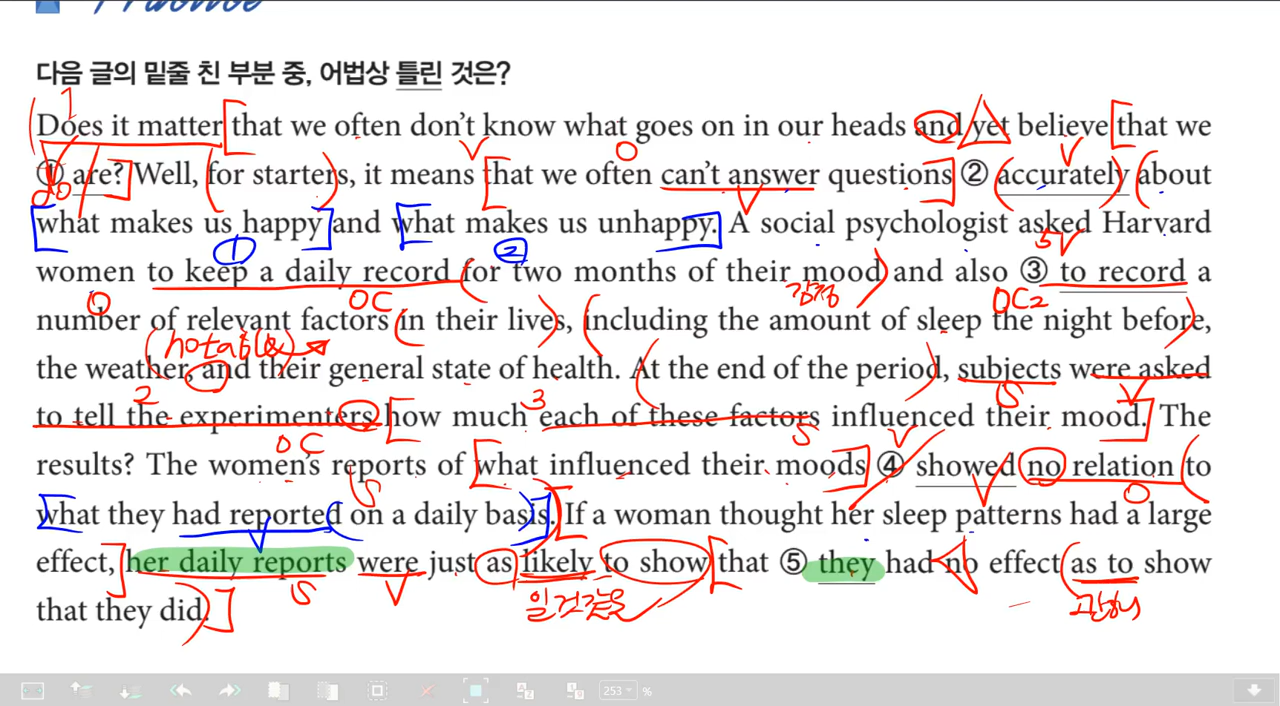 Practice
다음 글의 밑줄 친 부분 중, 어법상 틀린 것은?
Does it matter that we often don't know what goes on in our heads and yet believe that we
① are? Well, for starters, it means that we often can't answer questions ② accurately about
what makes us happy and what makes us unhappy. A social psychologist asked Harvard
① ②
women to keep a daily record for two months of their mood and also ③ to record a
O OC 감정 OC2
number of relevant factors in their lives, including the amount of sleep the night before,
the weather, and their general state of health. At the end of the period, subjects were asked
2 3 S V
to tell the experimenters how much each of these factors influenced their mood. The
OC S V
results? The women's reports of what influenced their moods ④ showed no relation to
S O
what they had reported on a daily basis. If a woman thought her sleep patterns had a large
V
effect, her daily reports were just as likely to show that ⑤ they had no effect as to show
S V
that they did.
253 %